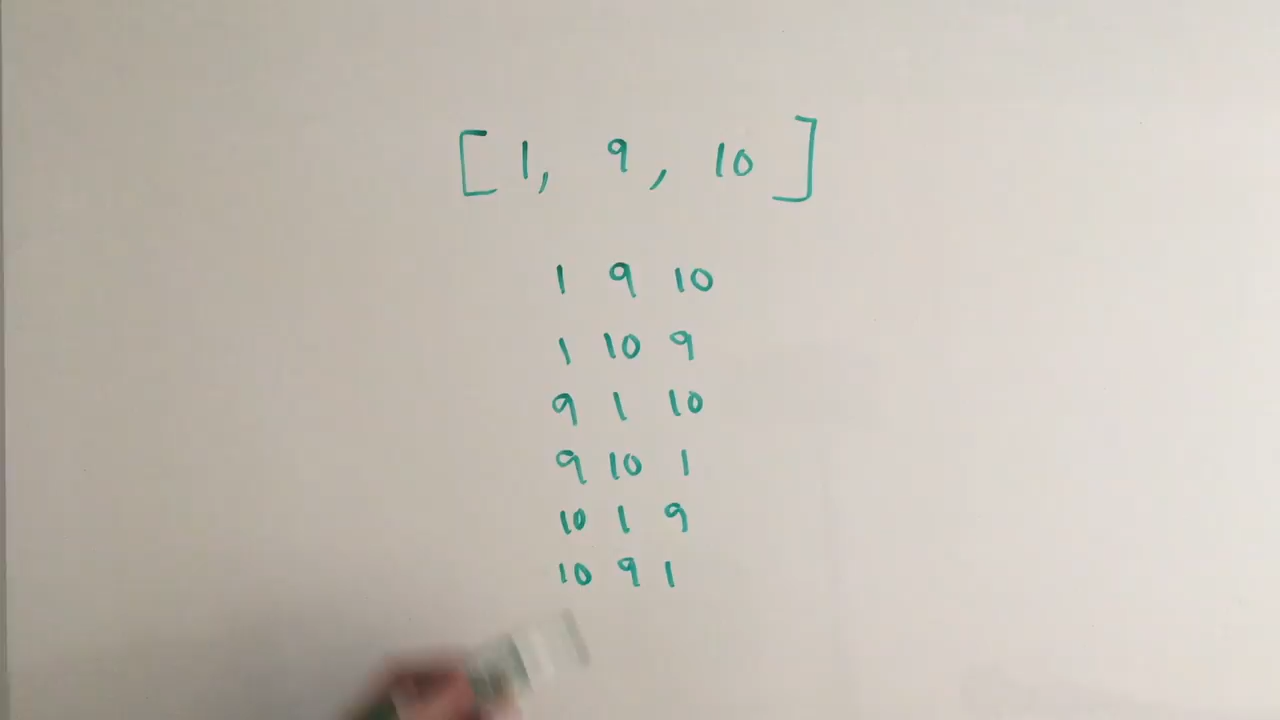 [ 1, 9, 10 ]
1 9 10
1 10 9
9 1 10
9 10 1
10 1 9
10 9 1